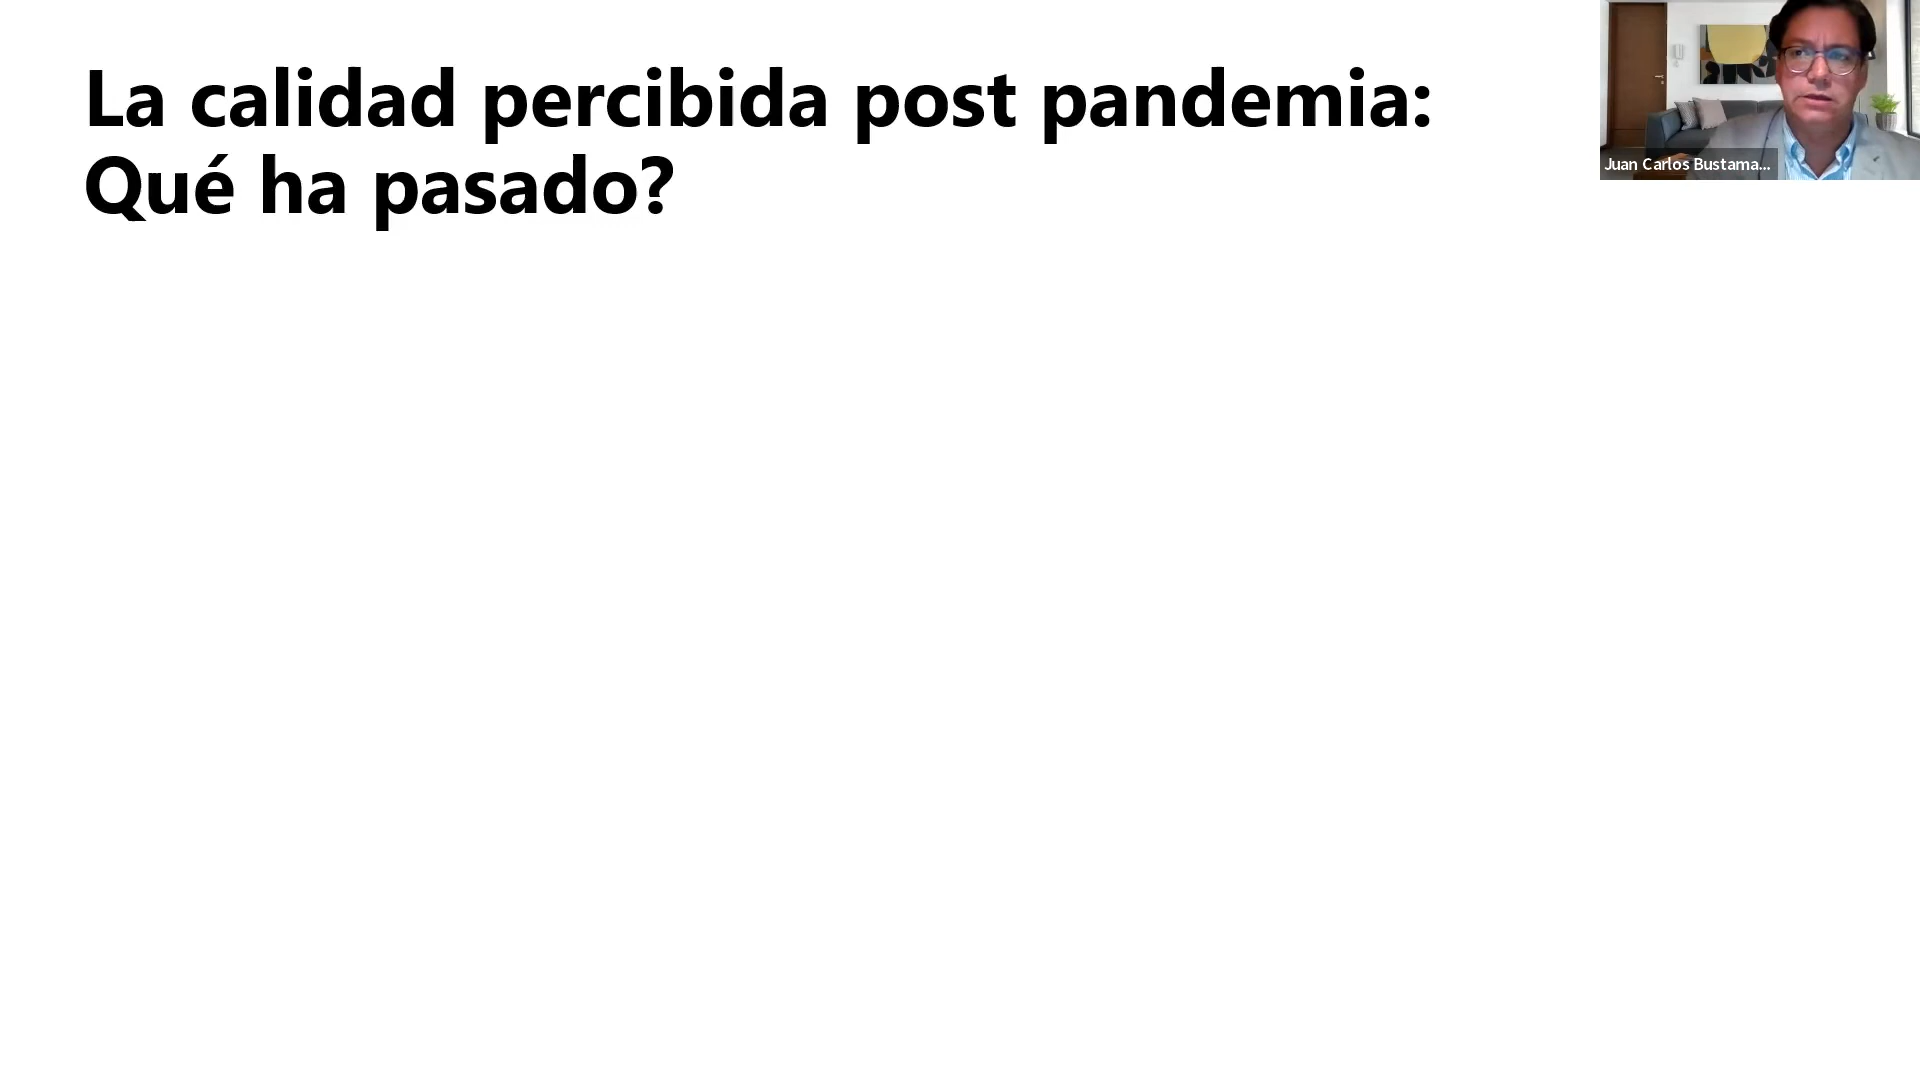 La calidad percibida post pandemia:
Qué ha pasado?
Juan Carlos Bustama...